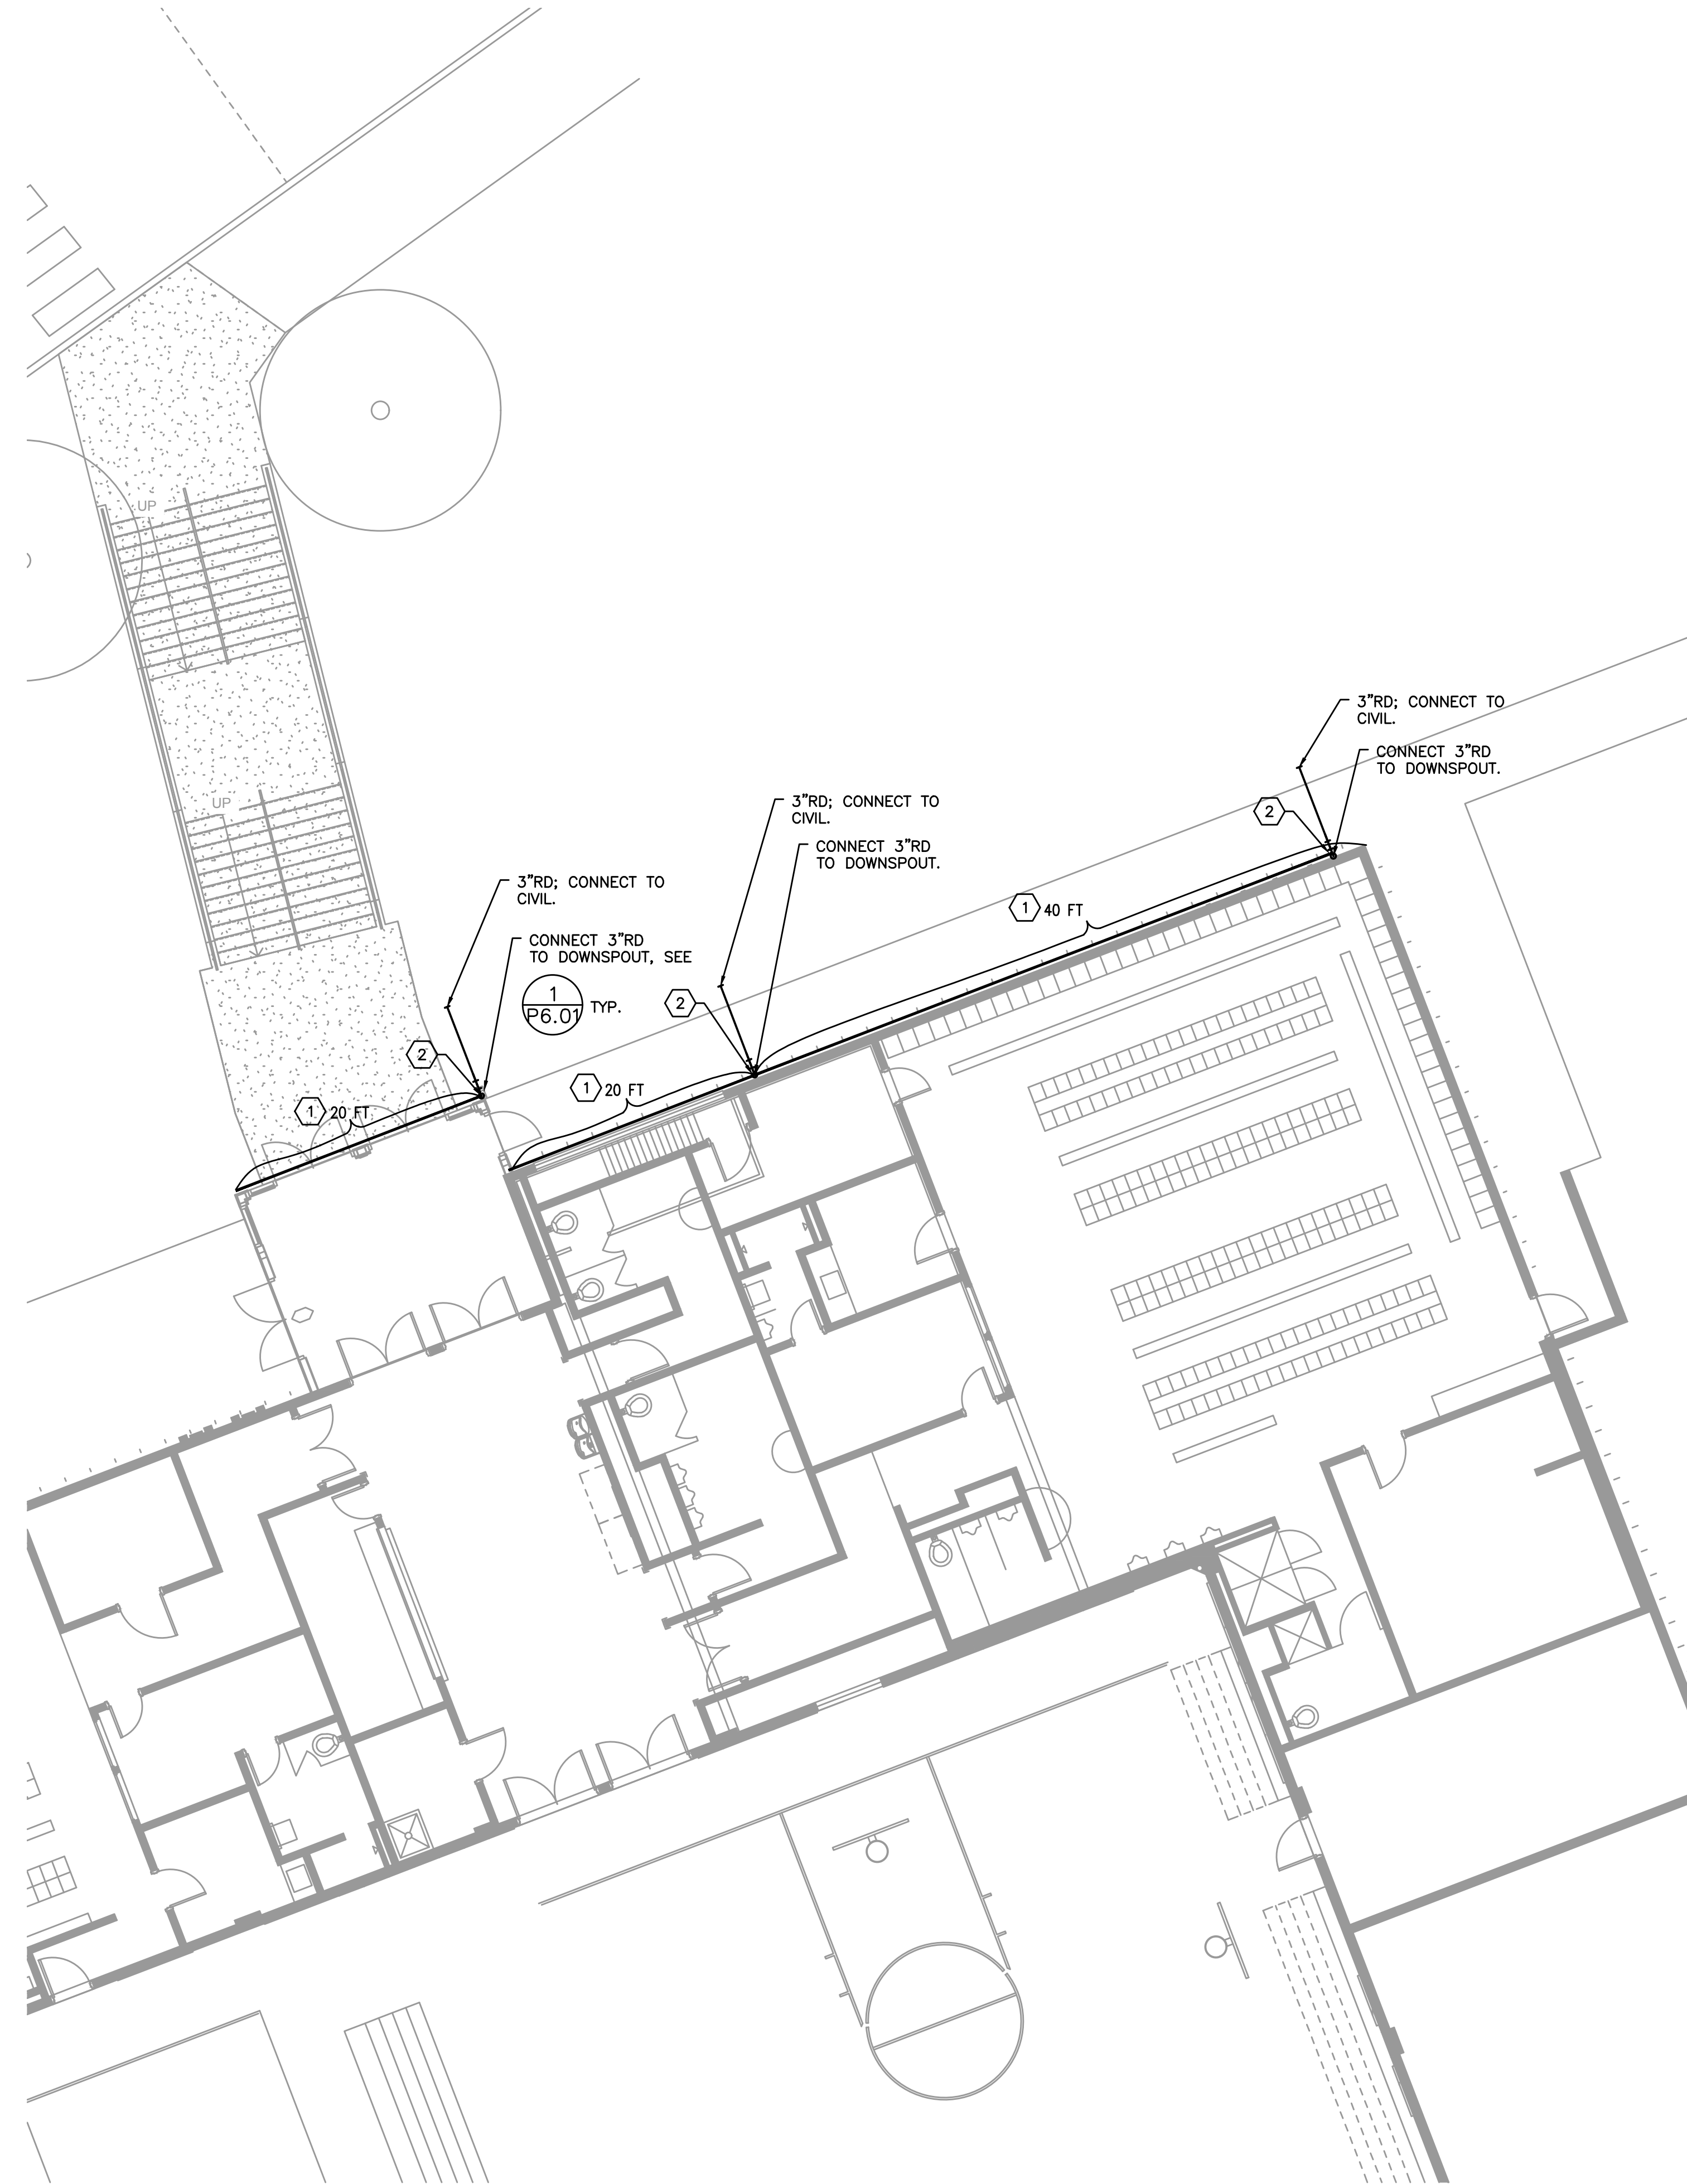 UP
UP
3"RD; CONNECT TO
CIVIL.
CONNECT 3"RD
TO DOWNSPOUT.
2
3"RD; CONNECT TO
CIVIL.
CONNECT 3"RD
TO DOWNSPOUT.
3"RD; CONNECT TO
CIVIL.
1 40 FT
CONNECT 3"RD
TO DOWNSPOUT, SEE
1
P6.01
TYP.
2
2
1 20 FT
1 20 FT